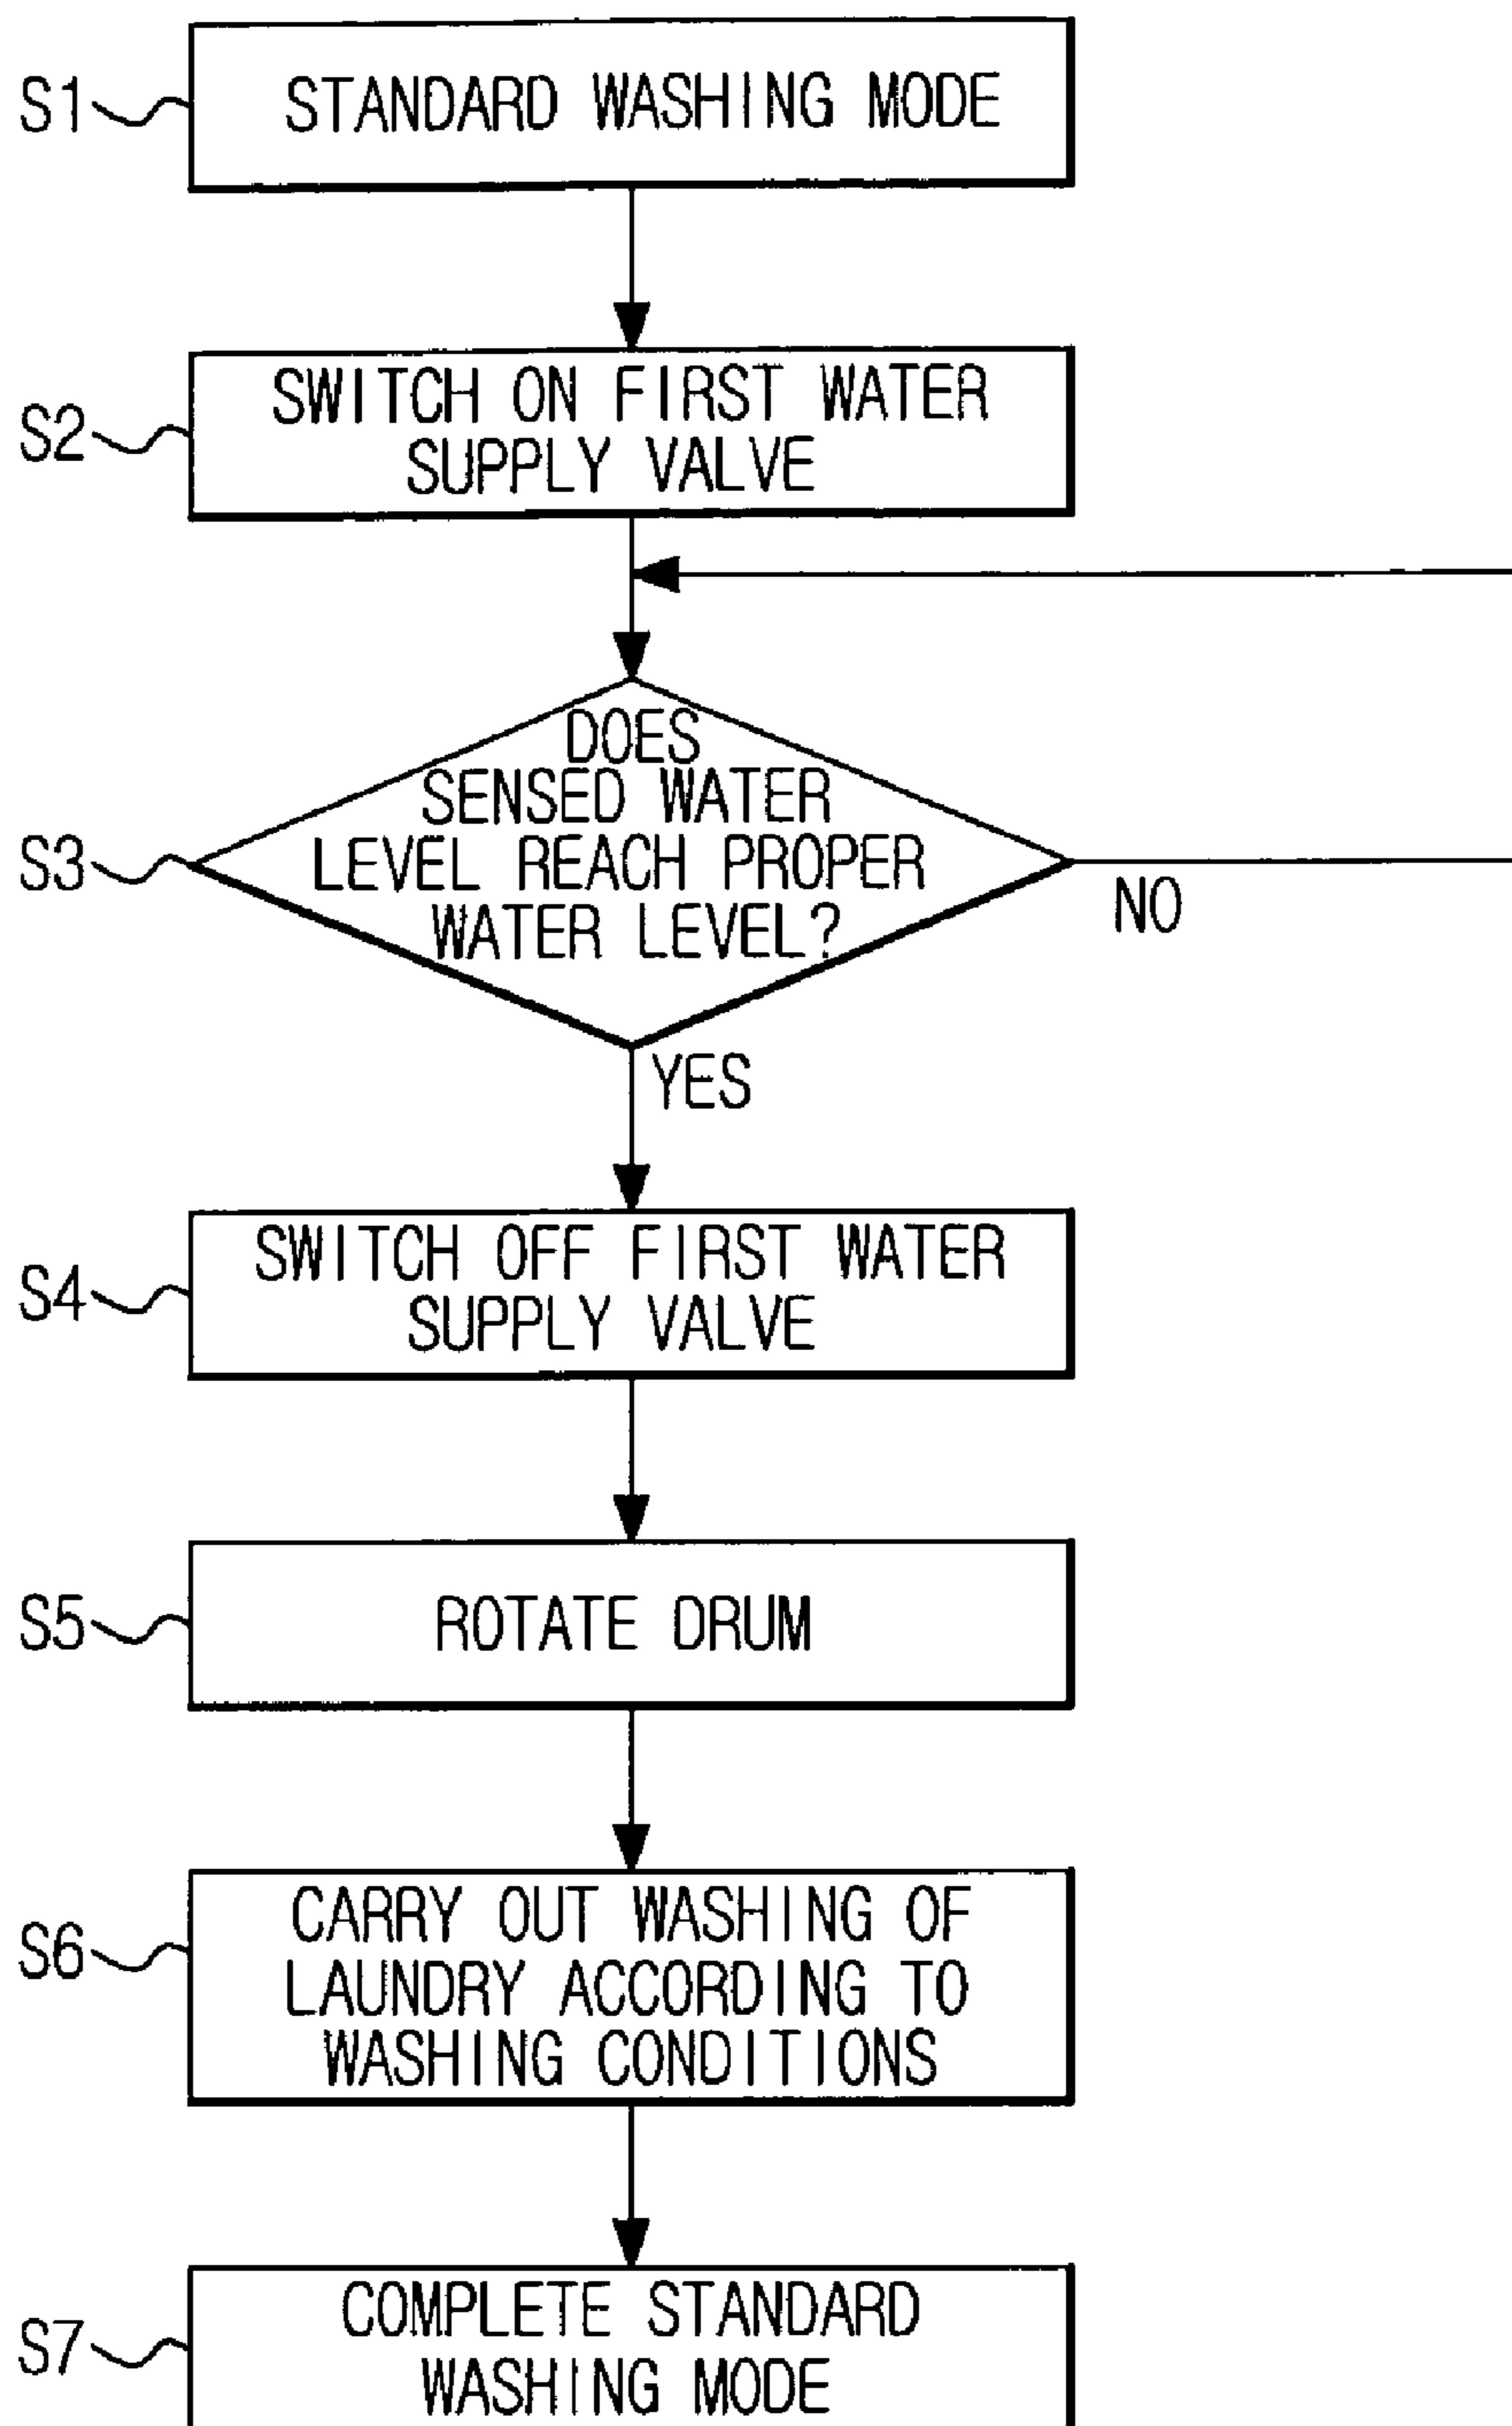 S1
STANDARD WASHING MODE
S2
SWITCH ON FIRST WATER
SUPPLY VALVE
S3
DOES
SENSED WATER
LEVEL REACH PROPER
WATER LEVEL?
NO
YES
S4
SWITCH OFF FIRST WATER
SUPPLY VALVE
S5
ROTATE DRUM
S6
CARRY OUT WASHING OF
LAUNDRY ACCORDING TO
WASHING CONDITIONS
S7
COMPLETE STANDARD
WASHING MODE